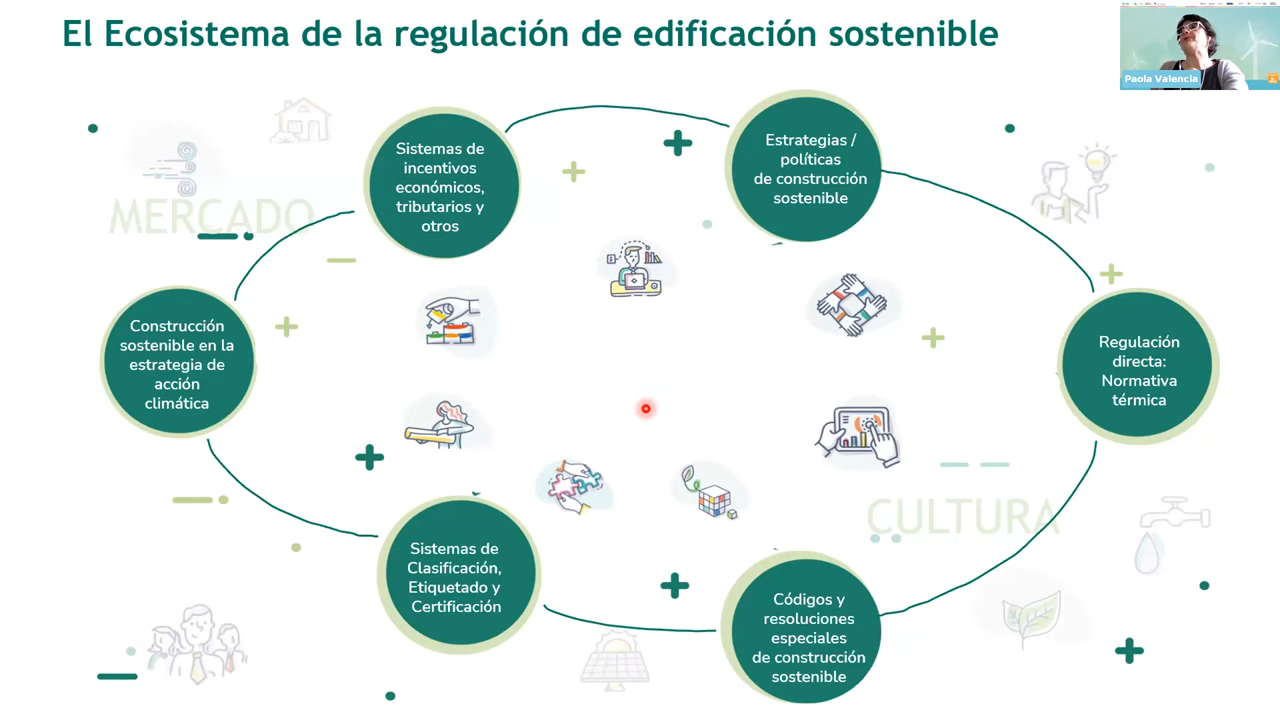 El Ecosistema de la regulación de edificación sostenible
Paola Valencia
MERCADO
Sistemas de
incentivos
económicos,
tributarios y
otros
Estrategias /
políticas
de construcción
sostenible
Construcción
sostenible en la
estrategia de
acción
climática
Regulación
directa:
Normativa
térmica
CULTURA
Sistemas de
Clasificación,
Etiquetado y
Certificación
Códigos y
resoluciones
especiales
de construcción
sostenible